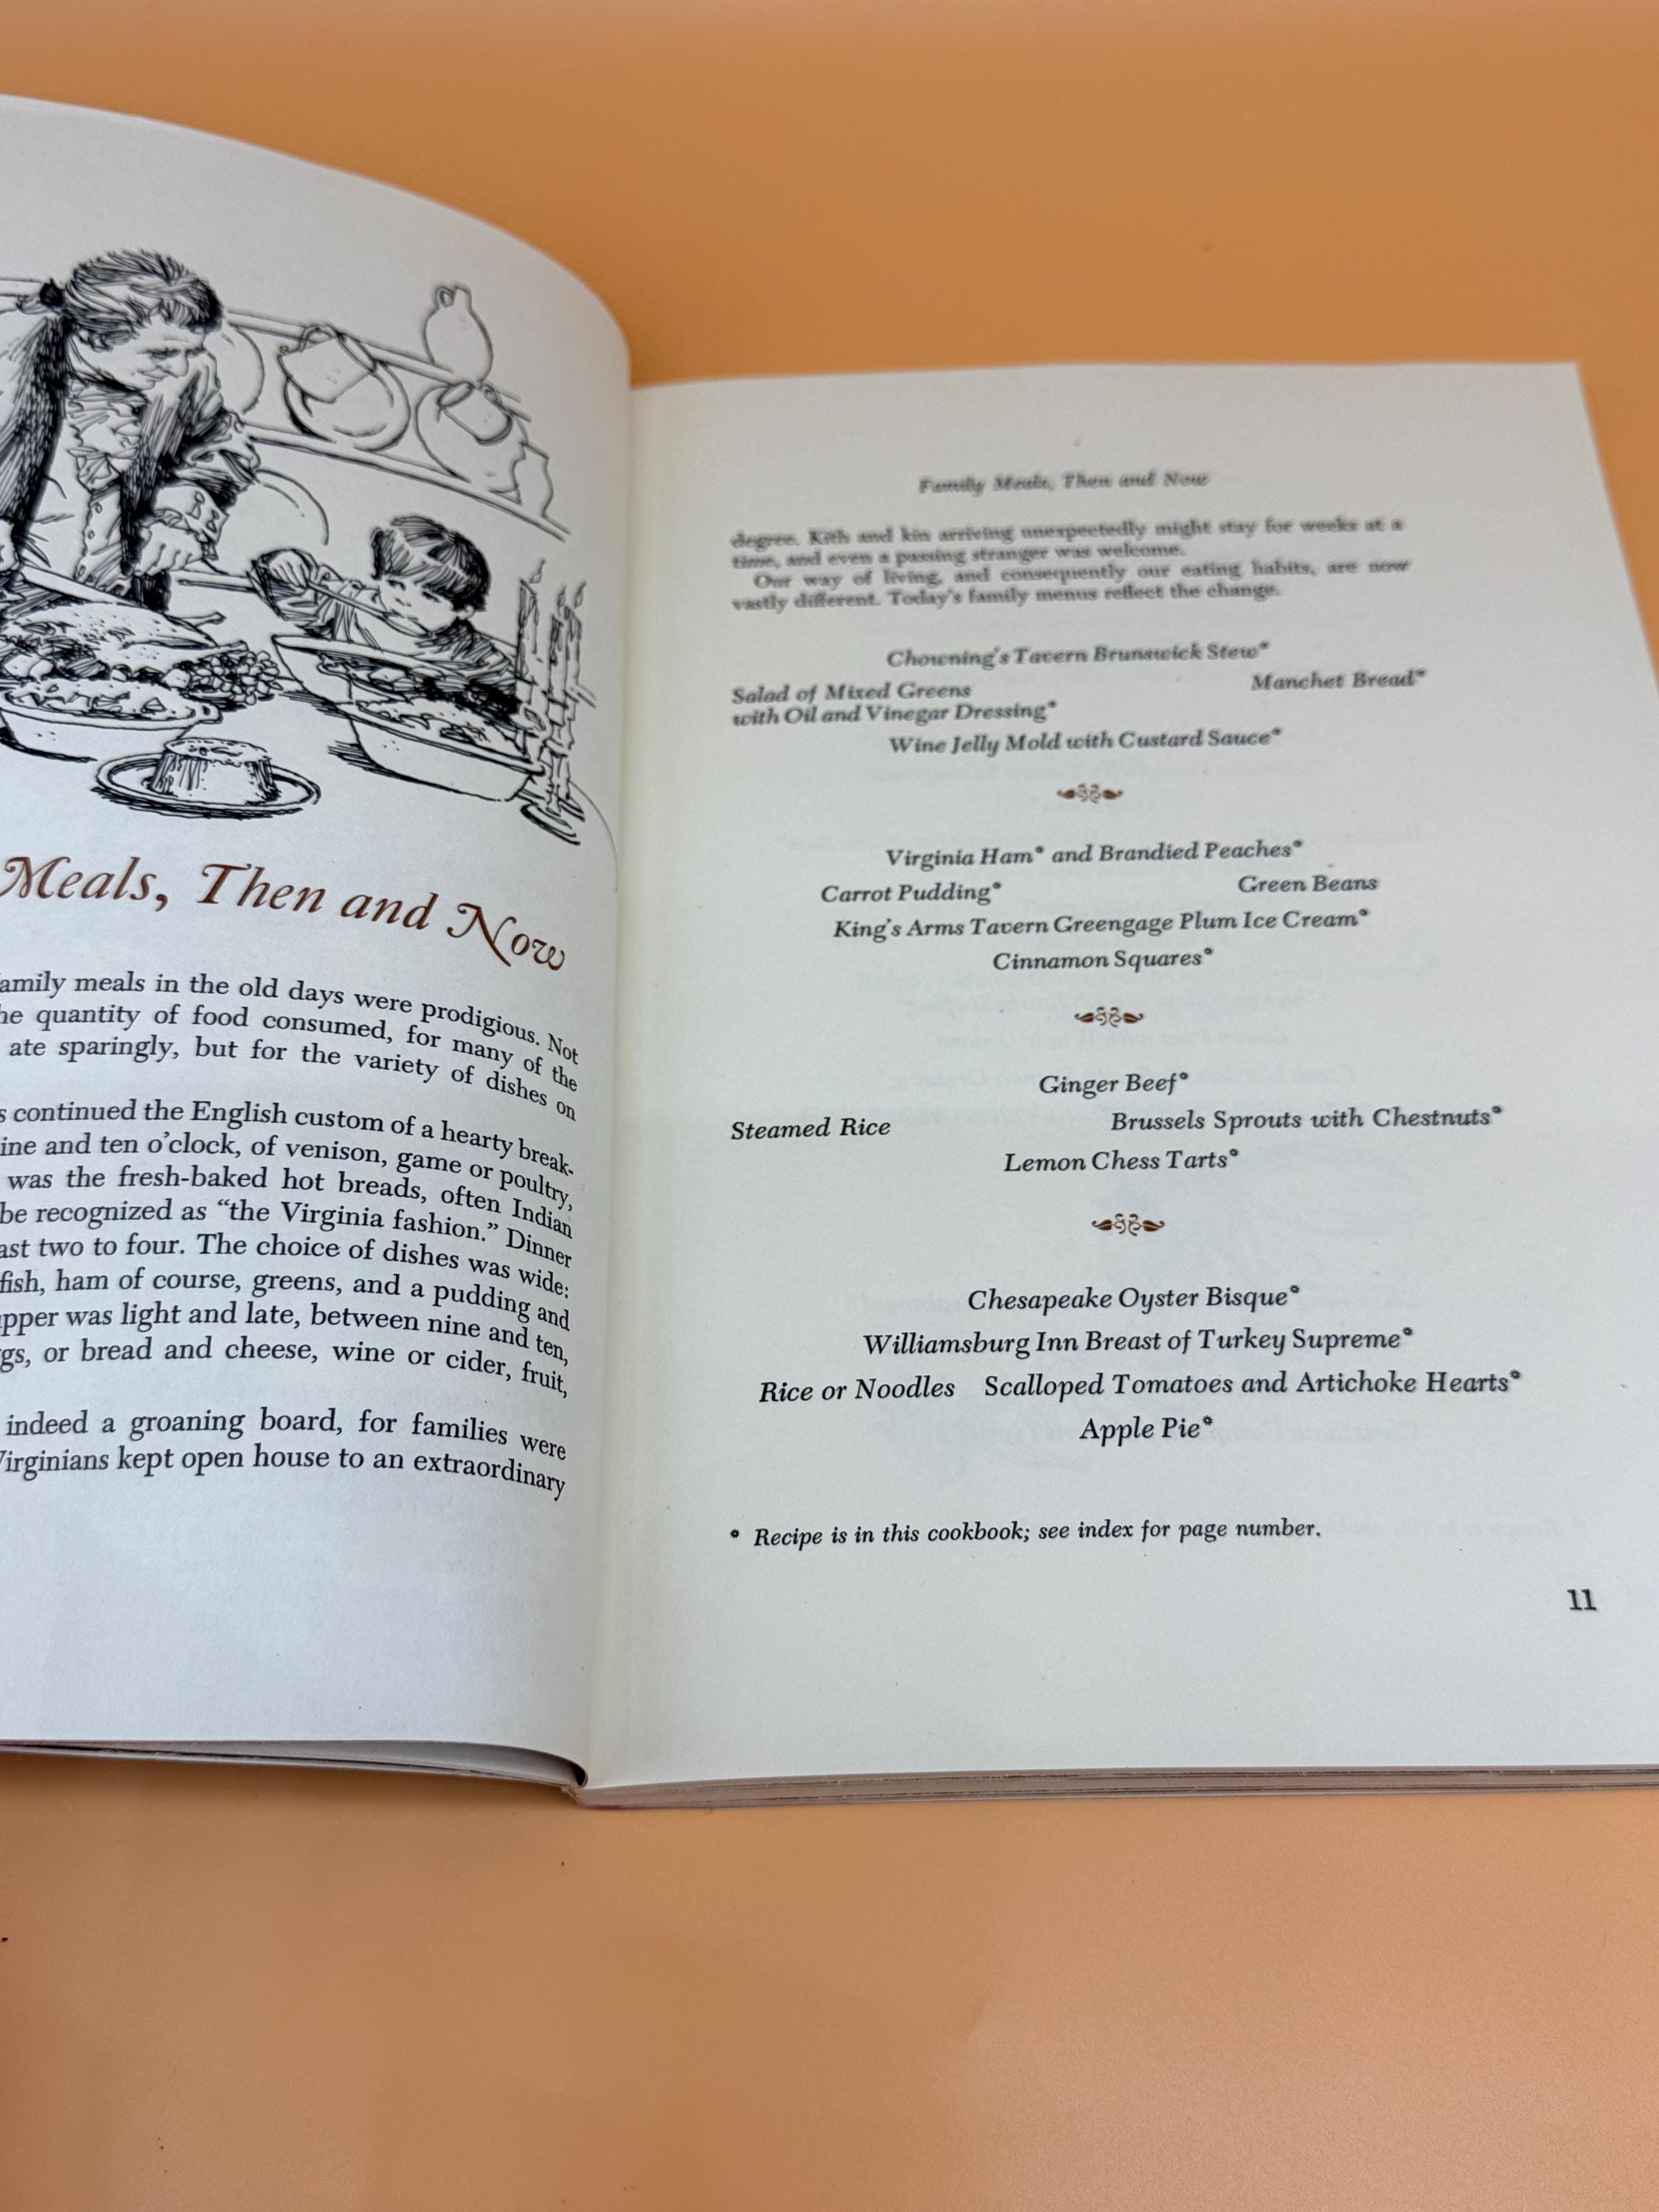 Meals, Then and Now
amily meals in the old days were prodigious. Not
he quantity of food consumed, for many of the
ate sparingly, but for the variety of dishes on
s continued the English custom of a hearty break-
ine and ten o'clock, of venison, game or poultry,
was the fresh-baked hot breads, often Indian
be recognized as “the Virginia fashion.” Dinner
ast two to four. The choice of dishes was wide:
fish, ham of course, greens, and a pudding and
pper was light and late, between nine and ten,
gs, or bread and cheese, wine or cider, fruit,
indeed a groaning board, for families were
Virginians kept open house to an extraordinary
Family Meals, Then and Now
degree. Kith and kin arriving unexpectedly might stay for weeks at a
time, and even a passing stranger was welcome.
Our way of living, and consequently our eating habits, are now
vastly different. Today's family menus reflect the change.
Chowning's Tavern Brunswick Stew*
Manchet Bread*
Salad of Mixed Greens
with Oil and Vinegar Dressing*
Wine Jelly Mold with Custard Sauce*
Virginia Ham* and Brandied Peaches*
Carrot Pudding* Green Beans
King's Arms Tavern Greengage Plum Ice Cream*
Cinnamon Squares*
Ginger Beef*
Steamed Rice Brussels Sprouts with Chestnuts*
Lemon Chess Tarts*
Chesapeake Oyster Bisque*
Williamsburg Inn Breast of Turkey Supreme*
Rice or Noodles Scalloped Tomatoes and Artichoke Hearts*
Apple Pie*
* Recipe is in this cookbook; see index for page number.
11